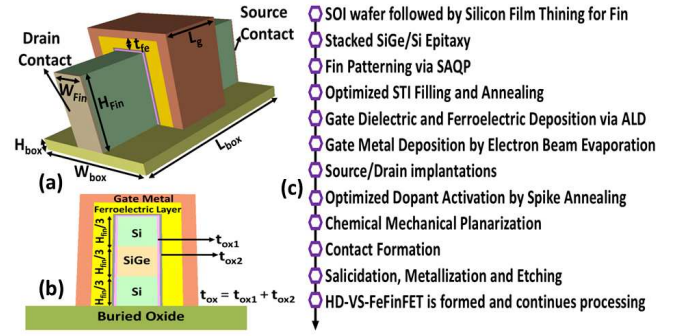 Source
Contact
L_g
t_fe
Drain
Contact
W_Fin
H_Fin
H_box
W_box
L_box
(a)
Gate Metal
Ferroelectric Layer
H_fin/3
Si
t_ox1
H_fin/3
SiGe
t_ox2
H_fin/3
Si
t_ox = t_ox1 + t_ox2
(b)
Buried Oxide
(c)
SOI wafer followed by Silicon Film Thining for Fin
Stacked SiGe/Si Epitaxy
Fin Patterning via SAQP
Optimized STI Filling and Annealing
Gate Dielectric and Ferroelectric Deposition via ALD
Gate Metal Deposition by Electron Beam Evaporation
Source/Drain implantations
Optimized Dopant Activation by Spike Annealing
Chemical Mechanical Planarization
Contact Formation
Salicidation, Metallization and Etching
HD-VS-FeFinFET is formed and continues processing